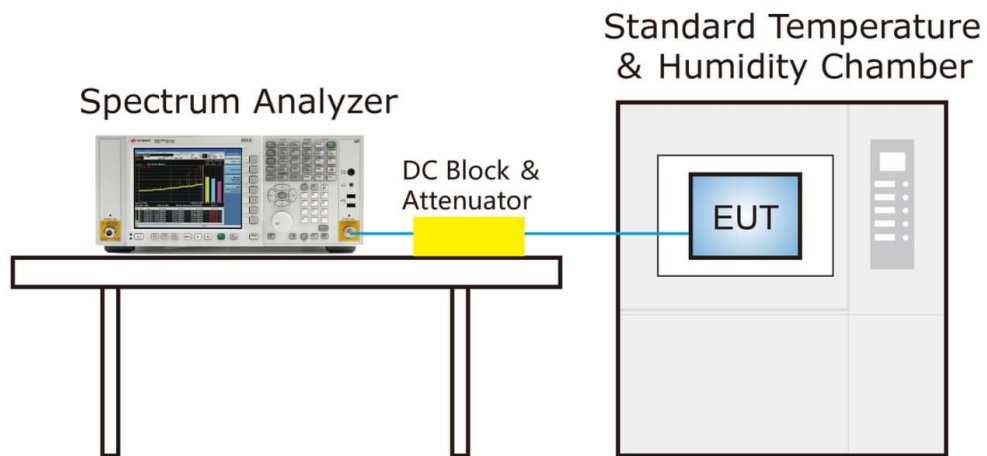 Standard Temperature
& Humidity Chamber
Spectrum Analyzer
DC Block &
Attenuator
EUT